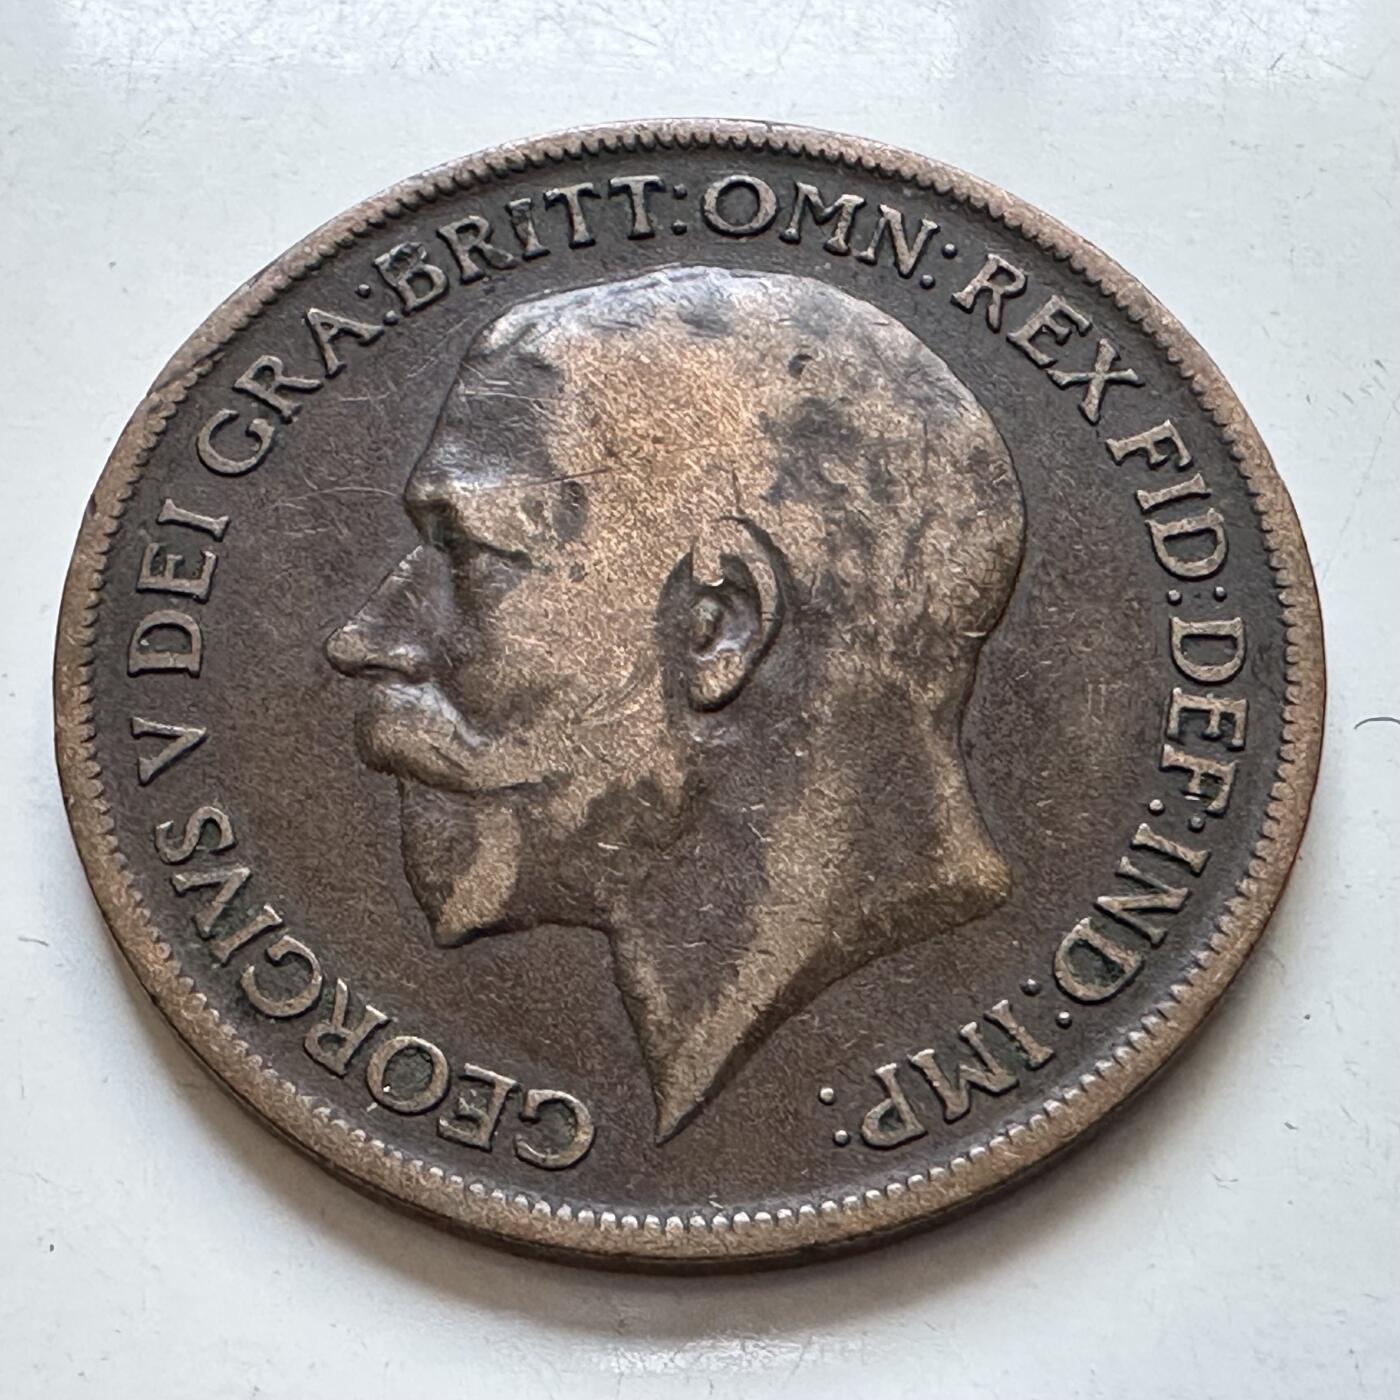 GEORGIVS V DEI GRA:BRITT:OMN:REX FID:DEF:IND:IMP: